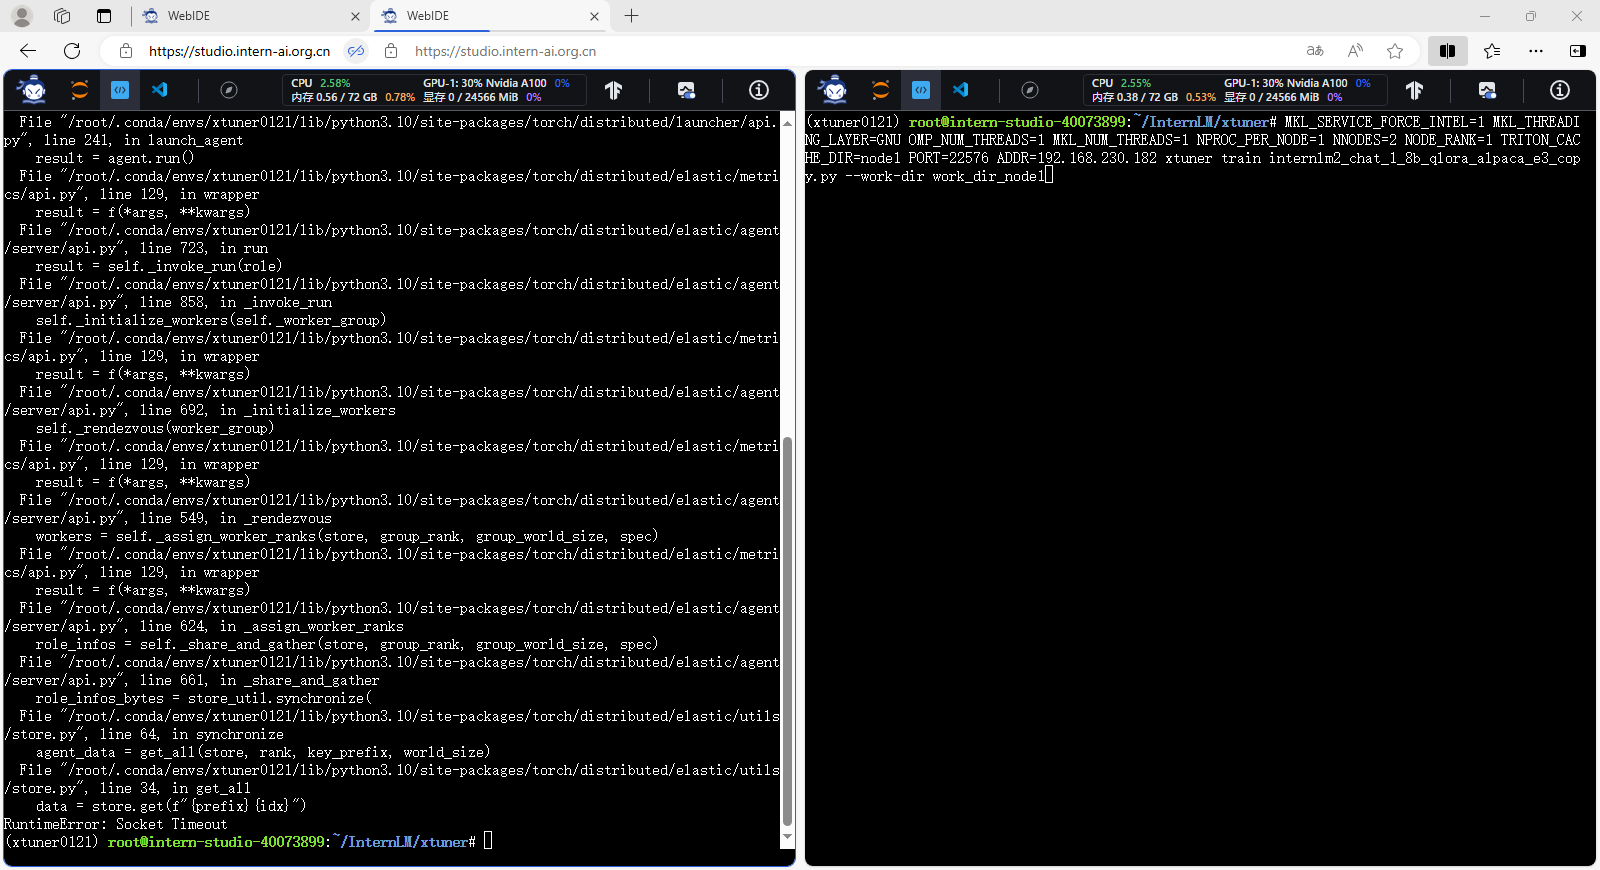 WebIDE
WebIDE
https://studio.intern-ai.org.cn
https://studio.intern-ai.org.cn
CPU 2.58% GPU-1: 30% Nvidia A100 0%
内存 0.56 / 72 GB 0.78% 显存 0 / 24566 MiB 0%
File "/root/.conda/envs/xtuner0121/lib/python3.10/site-packages/torch/distributed/launcher/api.
py", line 241, in launch_agent
result = agent.run()
File "/root/.conda/envs/xtuner0121/lib/python3.10/site-packages/torch/distributed/elastic/metri
cs/api.py", line 129, in wrapper
result = f(*args, **kwargs)
File "/root/.conda/envs/xtuner0121/lib/python3.10/site-packages/torch/distributed/elastic/agent
/server/api.py", line 723, in run
result = self._invoke_run(role)
File "/root/.conda/envs/xtuner0121/lib/python3.10/site-packages/torch/distributed/elastic/agent
/server/api.py", line 858, in _invoke_run
self._initialize_workers(self._worker_group)
File "/root/.conda/envs/xtuner0121/lib/python3.10/site-packages/torch/distributed/elastic/metri
cs/api.py", line 129, in wrapper
result = f(*args, **kwargs)
File "/root/.conda/envs/xtuner0121/lib/python3.10/site-packages/torch/distributed/elastic/agent
/server/api.py", line 692, in _initialize_workers
self._rendezvous(worker_group)
File "/root/.conda/envs/xtuner0121/lib/python3.10/site-packages/torch/distributed/elastic/metri
cs/api.py", line 129, in wrapper
result = f(*args, **kwargs)
File "/root/.conda/envs/xtuner0121/lib/python3.10/site-packages/torch/distributed/elastic/agent
/server/api.py", line 549, in _rendezvous
workers = self._assign_worker_ranks(store, group_rank, group_world_size, spec)
File "/root/.conda/envs/xtuner0121/lib/python3.10/site-packages/torch/distributed/elastic/metri
cs/api.py", line 129, in wrapper
result = f(*args, **kwargs)
File "/root/.conda/envs/xtuner0121/lib/python3.10/site-packages/torch/distributed/elastic/agent
/server/api.py", line 624, in _assign_worker_ranks
role_infos = self._share_and_gather(store, group_rank, group_world_size, spec)
File "/root/.conda/envs/xtuner0121/lib/python3.10/site-packages/torch/distributed/elastic/agent
/server/api.py", line 661, in _share_and_gather
role_infos_bytes = store_util.synchronize(
File "/root/.conda/envs/xtuner0121/lib/python3.10/site-packages/torch/distributed/elastic/utils
/store.py", line 64, in synchronize
agent_data = get_all(store, rank, key_prefix, world_size)
File "/root/.conda/envs/xtuner0121/lib/python3.10/site-packages/torch/distributed/elastic/utils
/store.py", line 34, in get_all
data = store.get(f"{prefix}{idx}")
RuntimeError: Socket Timeout
(xtuner0121) root@intern-studio-40073899:~/InternLM/xtuner#
CPU 2.55% GPU-1: 30% Nvidia A100 0%
内存 0.38 / 72 GB 0.53% 显存 0 / 24566 MiB 0%
(xtuner0121) root@intern-studio-40073899:~/InternLM/xtuner# MKL_SERVICE_FORCE_INTEL=1 MKL_THREADI
NG_LAYER=GNU OMP_NUM_THREADS=1 MKL_NUM_THREADS=1 NPROC_PER_NODE=1 NNODES=2 NODE_RANK=1 TRITON_CAC
HE_DIR=node1 PORT=22576 ADDR=192.168.230.182 xtuner train internlm2_chat_1_8b_qlora_alpaca_e3_cop
y.py --work-dir work_dir_node1